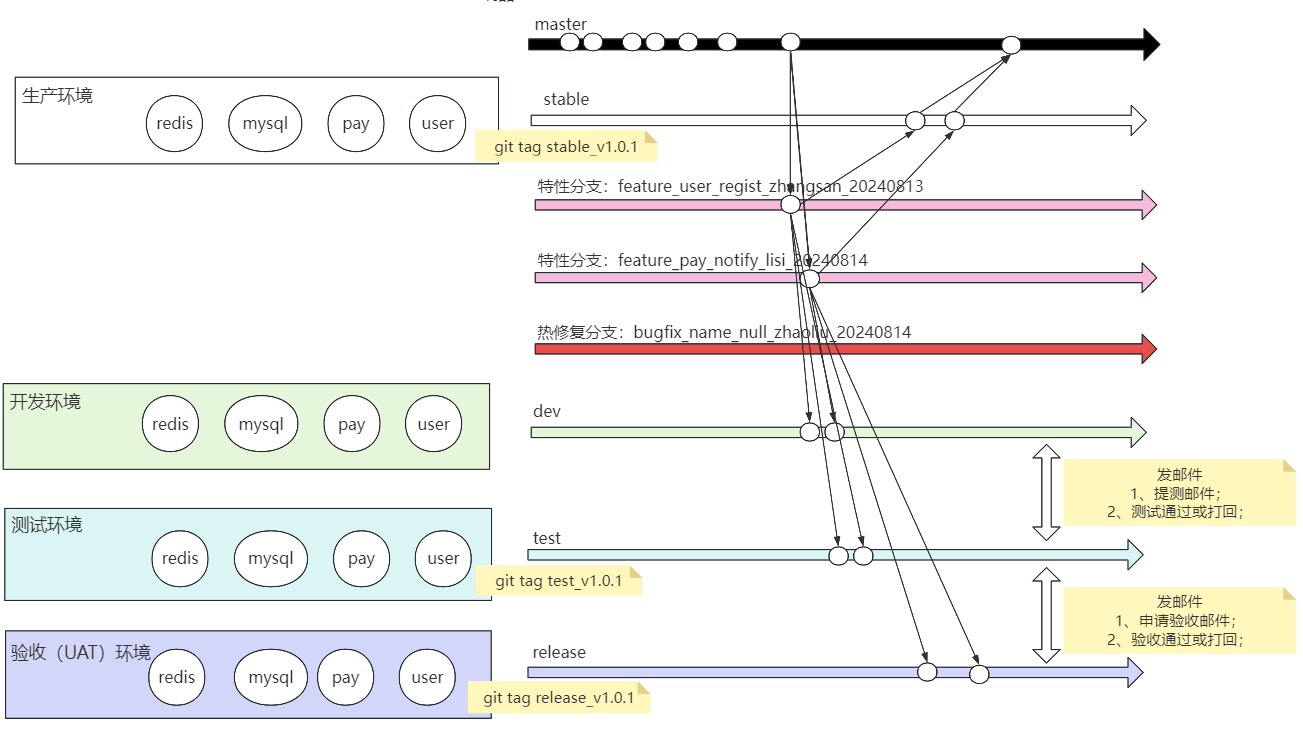 master
生产环境
redis
mysql
pay
user
git tag stable_v1.0.1
stable
特性分支：feature_user_regist_zhangsan_20240813
特性分支：feature_pay_notify_lisi_20240814
热修复分支：bugfix_name_null_zhaoliu_20240814
开发环境
redis
mysql
pay
user
dev
发邮件
1、提测邮件；
2、测试通过或打回；
测试环境
redis
mysql
pay
user
git tag test_v1.0.1
test
发邮件
1、申请验收邮件；
2、验收通过或打回；
验收（UAT）环境
redis
mysql
pay
user
git tag release_v1.0.1
release